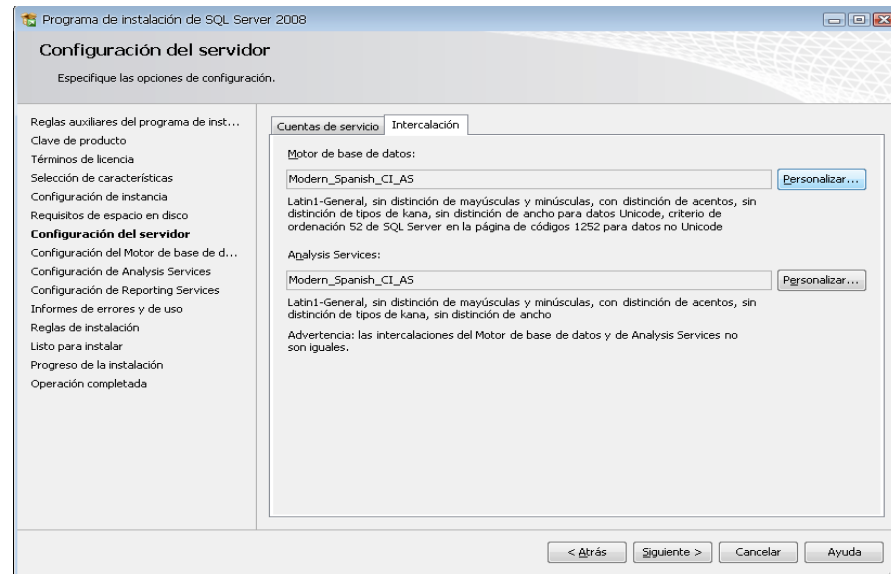 Programa de instalación de SQL Server 2008
Configuración del servidor
Especifique las opciones de configuración.
Reglas auxiliares del programa de inst...
Clave de producto
Términos de licencia
Selección de características
Configuración de instancia
Requisitos de espacio en disco
Configuración del servidor
Configuración del Motor de base de d...
Configuración de Analysis Services
Configuración de Reporting Services
Informes de errores y de uso
Reglas de instalación
Listo para instalar
Progreso de la instalación
Operación completada
Cuentas de servicio Intercalación
Motor de base de datos:
Modern_Spanish_CI_AS Personalizar...
Latin1-General, sin distinción de mayúsculas y minúsculas, con distinción de acentos, sin
distinción de tipos de kana, sin distinción de ancho para datos Unicode, criterio de
ordenación 52 de SQL Server en la página de códigos 1252 para datos no Unicode
Analysis Services:
Modern_Spanish_CI_AS Personalizar...
Latin1-General, sin distinción de mayúsculas y minúsculas, con distinción de acentos, sin
distinción de tipos de kana, sin distinción de ancho
Advertencia: las intercalaciones del Motor de base de datos y de Analysis Services no
son iguales.
< Atrás Siguiente > Cancelar Ayuda